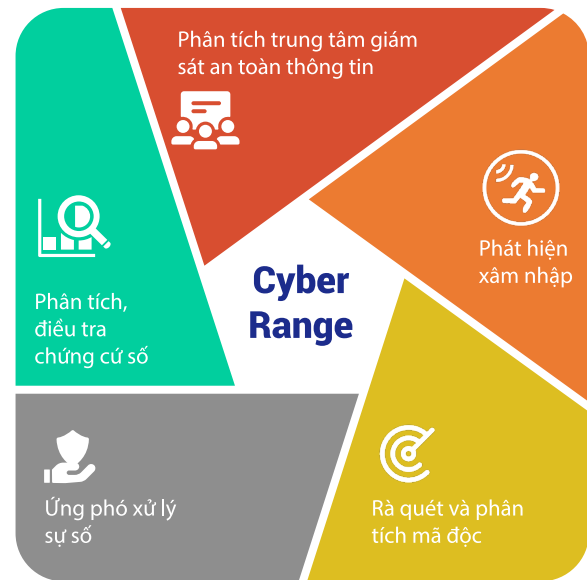 Phân tích trung tâm giám
sát an toàn thông tin
Phát hiện
xâm nhập
Cyber
Range
Phân tích,
điều tra
chứng cứ số
Ứng phó xử lý
sự số
Rà quét và phân
tích mã độc